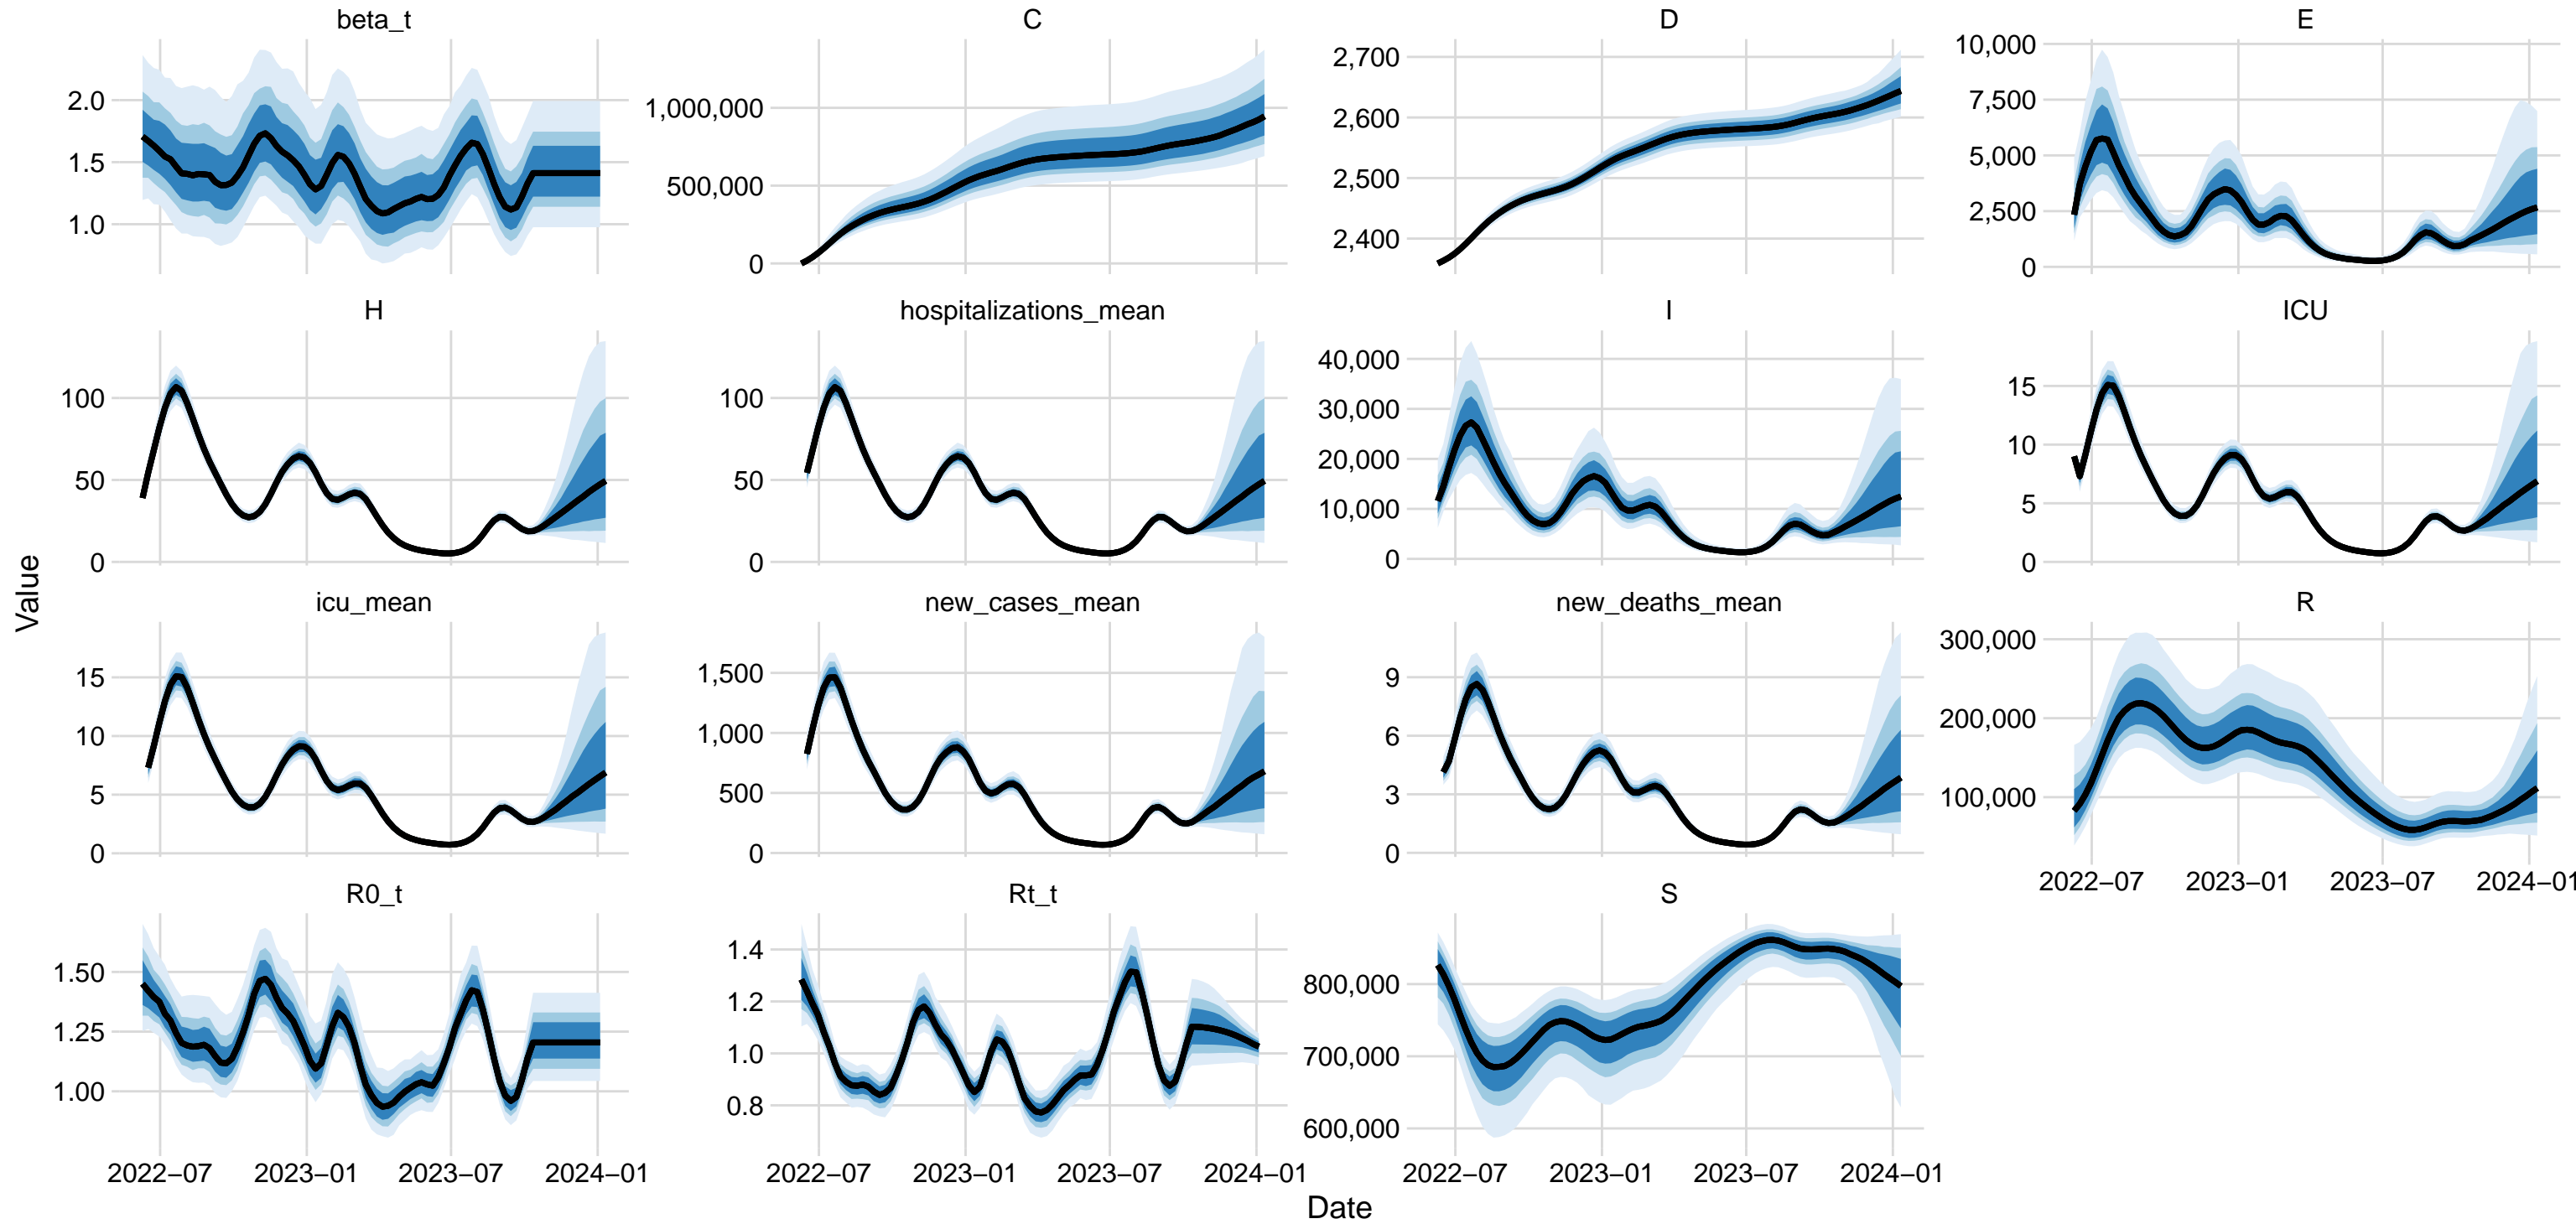 beta_t
C
D
E
2.0
1.5
1.0
1,000,000
500,000
0
2,700
2,600
2,500
2,400
10,000
7,500
5,000
2,500
0
H
hospitalizations_mean
I
ICU
100
50
0
100
50
0
40,000
30,000
20,000
10,000
0
15
10
5
0
icu_mean
new_cases_mean
new_deaths_mean
R
15
10
5
0
1,500
1,000
500
0
9
6
3
0
300,000
200,000
100,000
2022−07 2023−01 2023−07 2024−01
R0_t
Rt_t
S
1.50
1.25
1.00
1.4
1.2
1.0
0.8
800,000
700,000
600,000
2022−07 2023−01 2023−07 2024−01
2022−07 2023−01 2023−07 2024−01
2022−07 2023−01 2023−07 2024−01
Value
Date